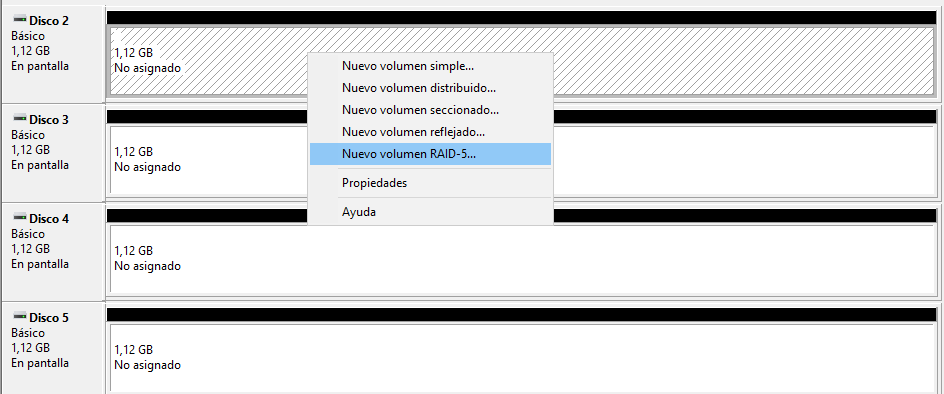 Disco 2
Básico
1,12 GB
En pantalla
1,12 GB
No asignado
Nuevo volumen simple...
Nuevo volumen distribuido...
Nuevo volumen seccionado...
Nuevo volumen reflejado...
Nuevo volumen RAID-5...
Propiedades
Ayuda
Disco 3
Básico
1,12 GB
En pantalla
1,12 GB
No asignado
Disco 4
Básico
1,12 GB
En pantalla
1,12 GB
No asignado
Disco 5
Básico
1,12 GB
En pantalla
1,12 GB
No asignado